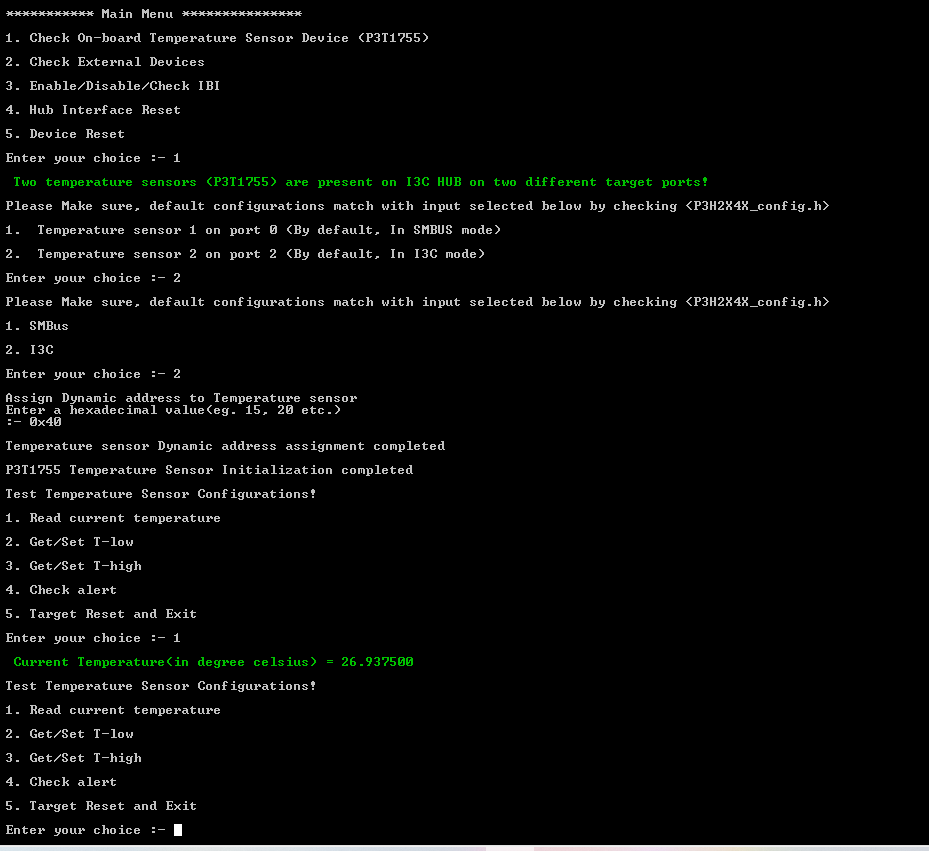 *********** Main Menu ***************
1. Check On-board Temperature Sensor Device (P3T1755)
2. Check External Devices
3. Enable/Disable/Check IBI
4. Hub Interface Reset
5. Device Reset
Enter your choice :- 1
Two temperature sensors (P3T1755) are present on I3C HUB on two different target ports!
Please Make sure, default configurations match with input selected below by checking <P3H2X4X_config.h>
1.  Temperature sensor 1 on port 0 (By default, In SMBUS mode)
2.  Temperature sensor 2 on port 2 (By default, In I3C mode)
Enter your choice :- 2
Please Make sure, default configurations match with input selected below by checking <P3H2X4X_config.h>
1. SMBus
2. I3C
Enter your choice :- 2
Assign Dynamic address to Temperature sensor
Enter a hexadecimal value(eg. 15, 20 etc.)
:- 0x40
Temperature sensor Dynamic address assignment completed
P3T1755 Temperature Sensor Initialization completed
Test Temperature Sensor Configurations!
1. Read current temperature
2. Get/Set T-low
3. Get/Set T-high
4. Check alert
5. Target Reset and Exit
Enter your choice :- 1
Current Temperature(in degree celsius) = 26.937500
Test Temperature Sensor Configurations!
1. Read current temperature
2. Get/Set T-low
3. Get/Set T-high
4. Check alert
5. Target Reset and Exit
Enter your choice :-